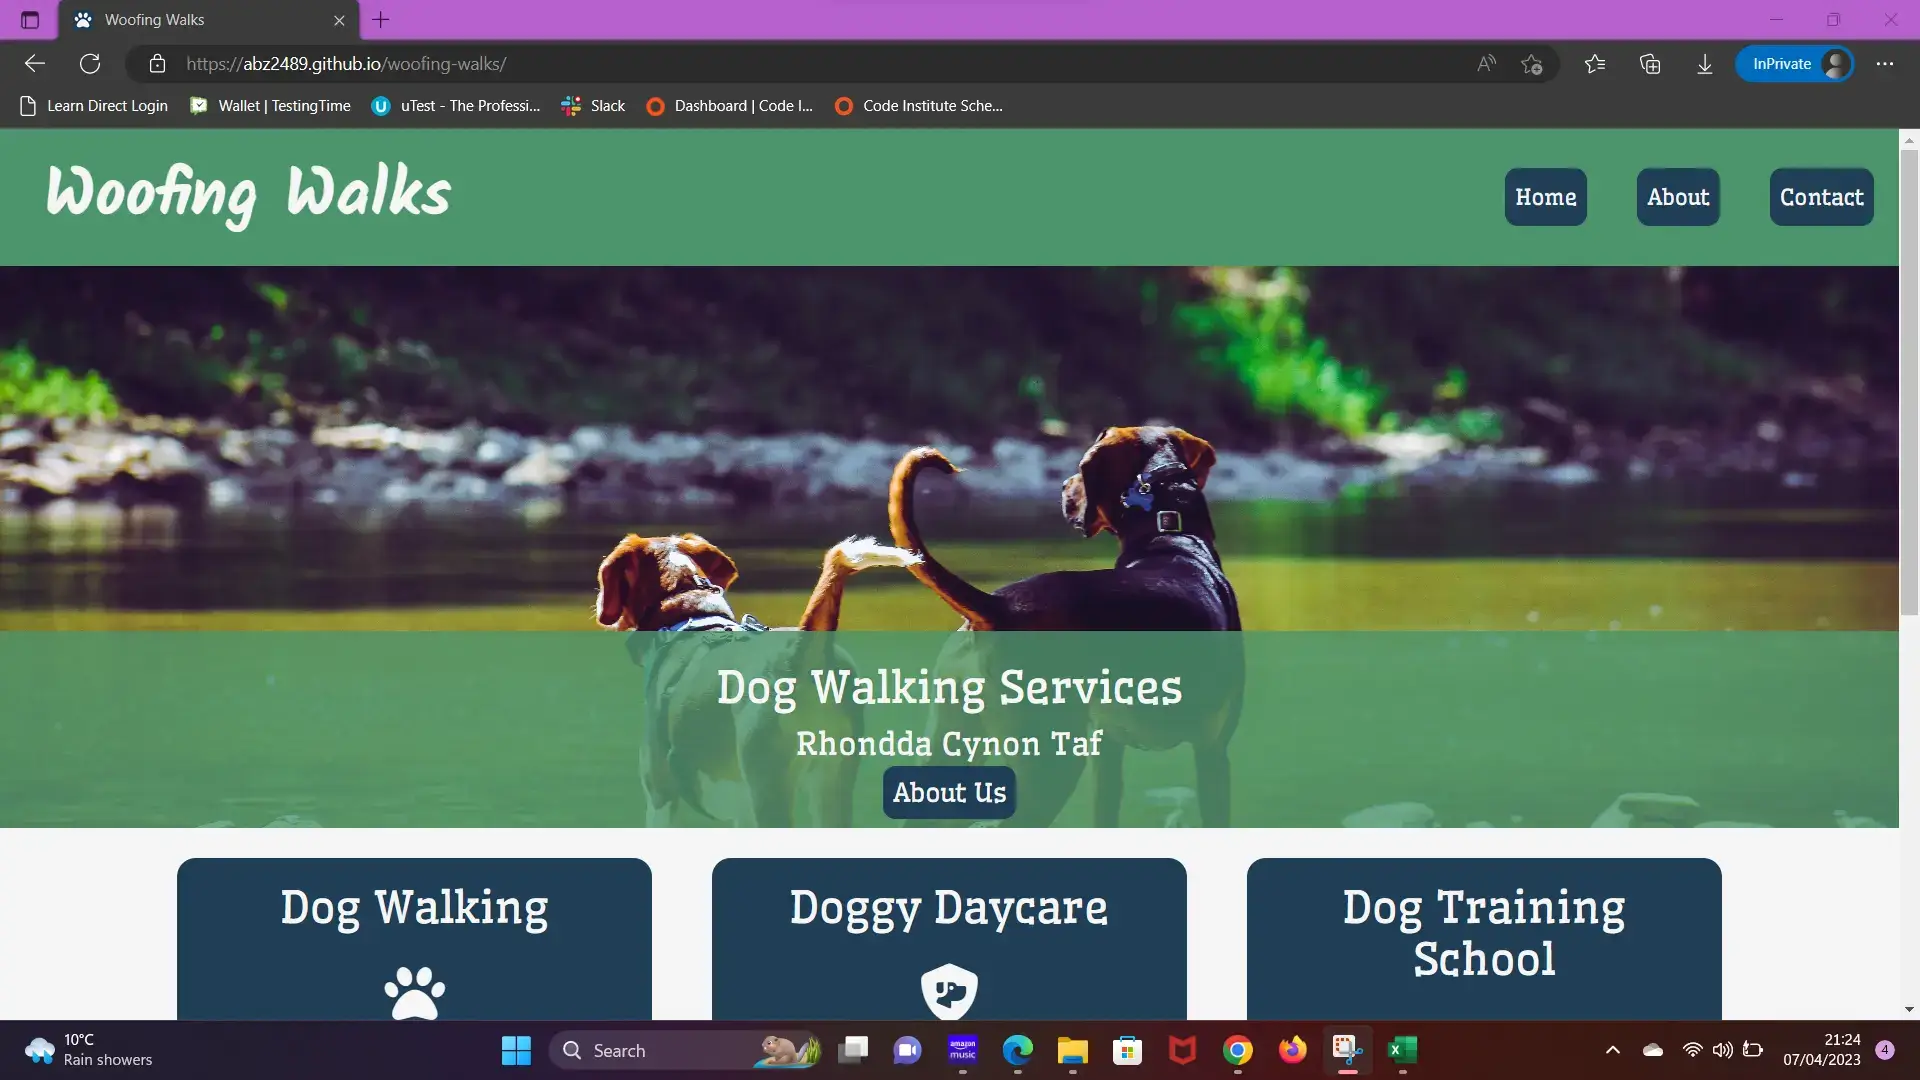 Woofing Walks
https://abz2489.github.io/woofing-walks/
InPrivate
Learn Direct Login
Wallet | TestingTime
uTest - The Professi...
Slack
Dashboard | Code I...
Code Institute Sche...
Woofing Walks
Home
About
Contact
Dog Walking Services
Rhondda Cynon Taf
About Us
Dog Walking
Doggy Daycare
Dog Training
School
10°C
Rain showers
Search
amazon
music
21:24
07/04/2023
4